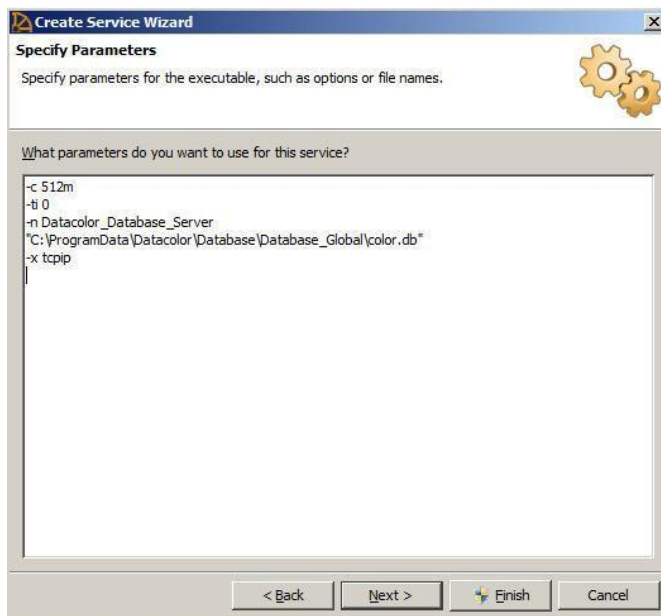 Create Service Wizard
Specify Parameters
Specify parameters for the executable, such as options or file names.
What parameters do you want to use for this service?
-c 512m
-ti 0
-n Datacolor_Database_Server
"C:\ProgramData\Datacolor\Database\Database_Global\color.db"
-x tcpip
< Back Next > Finish Cancel